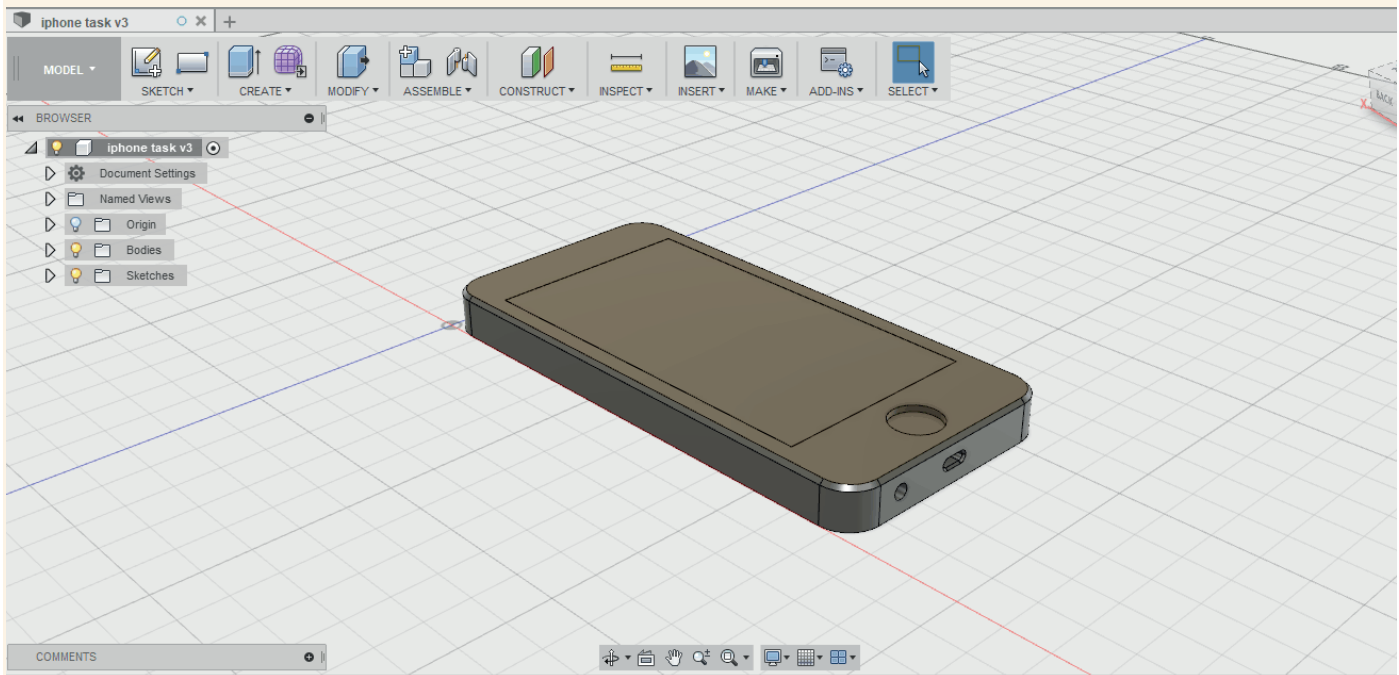 iphone task v3
MODEL
SKETCH
CREATE
MODIFY
ASSEMBLE
CONSTRUCT
INSPECT
INSERT
MAKE
ADD-INS
SELECT
BROWSER
iphone task v3
Document Settings
Named Views
Origin
Bodies
Sketches
X
BACK
COMMENTS